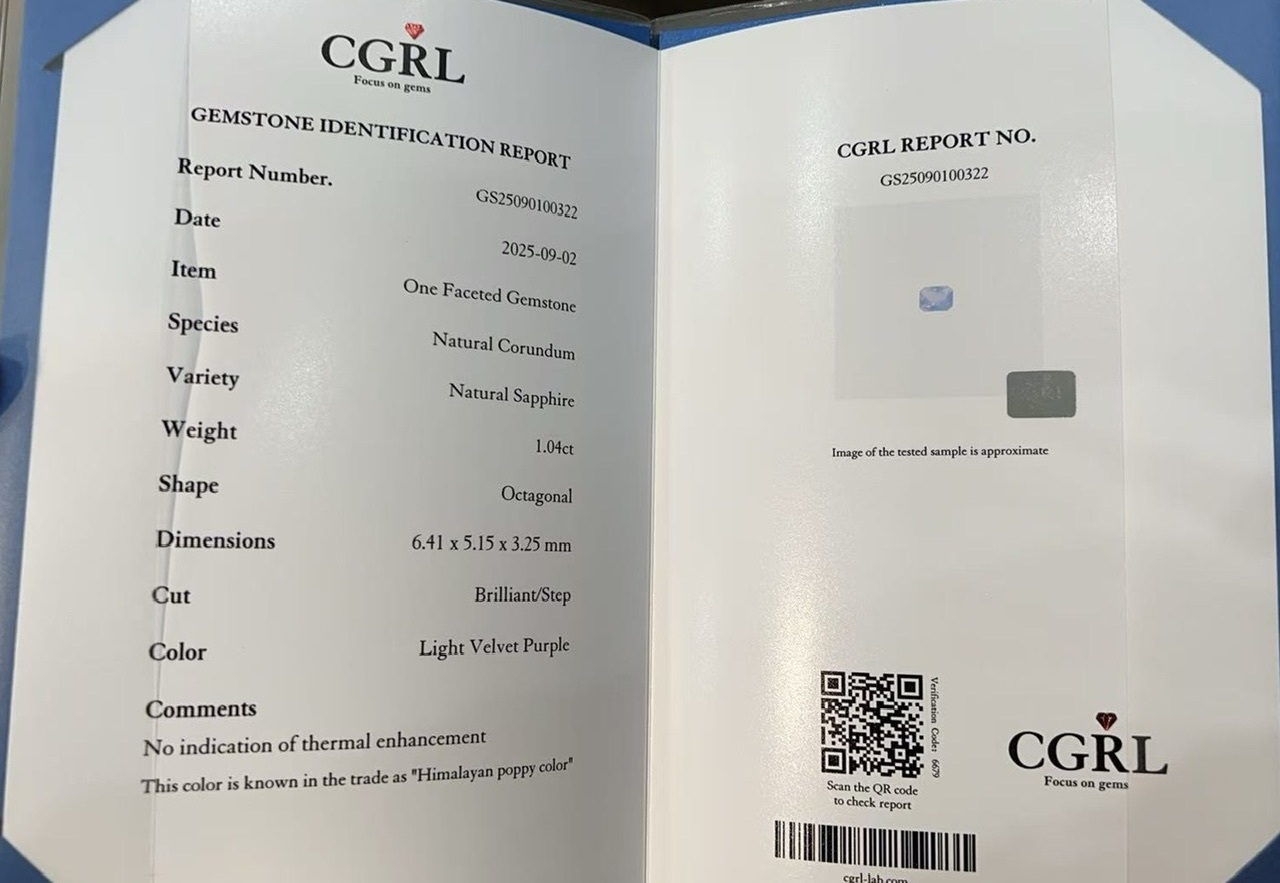 CGRL
Focus on gems
GEMSTONE IDENTIFICATION REPORT
Report Number. GS25090100322
Date 2025-09-02
Item One Faceted Gemstone
Species Natural Corundum
Variety Natural Sapphire
Weight 1.04ct
Shape Octagonal
Dimensions 6.41 x 5.15 x 3.25 mm
Cut Brilliant/Step
Color Light Velvet Purple
Comments
No indication of thermal enhancement
This color is known in the trade as "Himalayan poppy color"
CGRL REPORT NO.
GS25090100322
Image of the tested sample is approximate
Verification Code: 6679
Scan the QR code
to check report
CGRL
Focus on gems
cgrl-lab.com